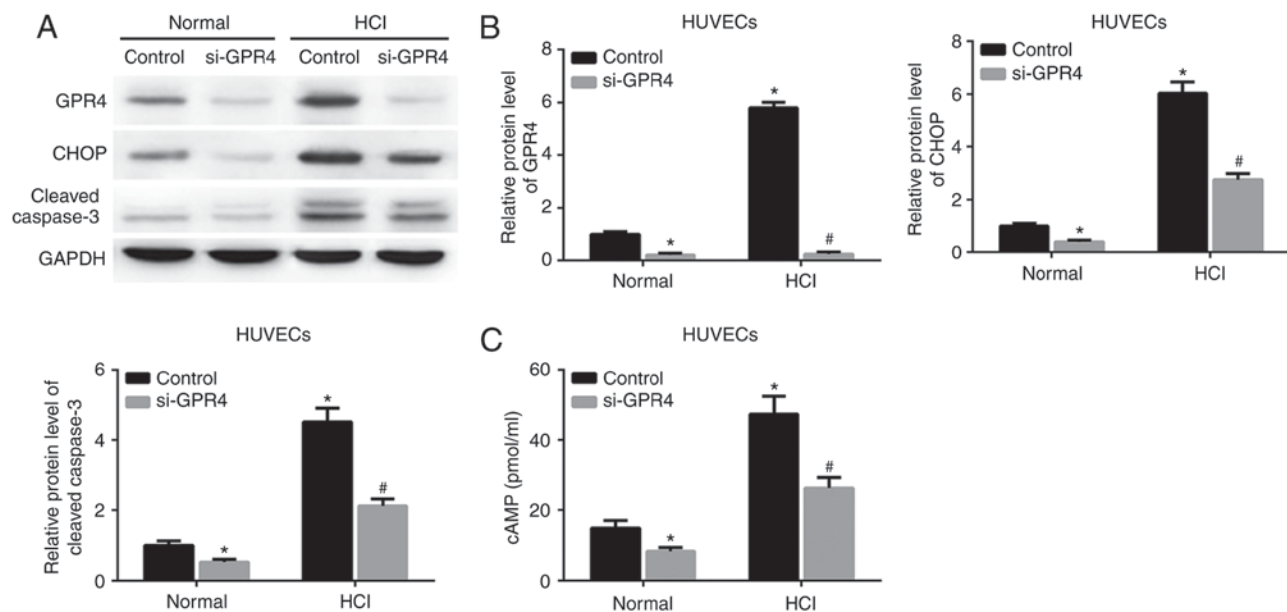 A
Normal HCl
Control si-GPR4 Control si-GPR4
GPR4
CHOP
Cleaved
caspase-3
GAPDH
B
HUVECs
Control
si-GPR4
Relative protein level
of GPR4
8
6
4
2
0
*
*
#
Normal HCl
HUVECs
Control
si-GPR4
Relative protein level
of CHOP
8
6
4
2
0
*
*
#
Normal HCl
HUVECs
Control
si-GPR4
Relative protein level of
cleaved caspase-3
6
4
2
0
*
*
#
Normal HCl
C
HUVECs
Control
si-GPR4
cAMP (pmol/ml)
60
40
20
0
*
*
#
Normal HCl